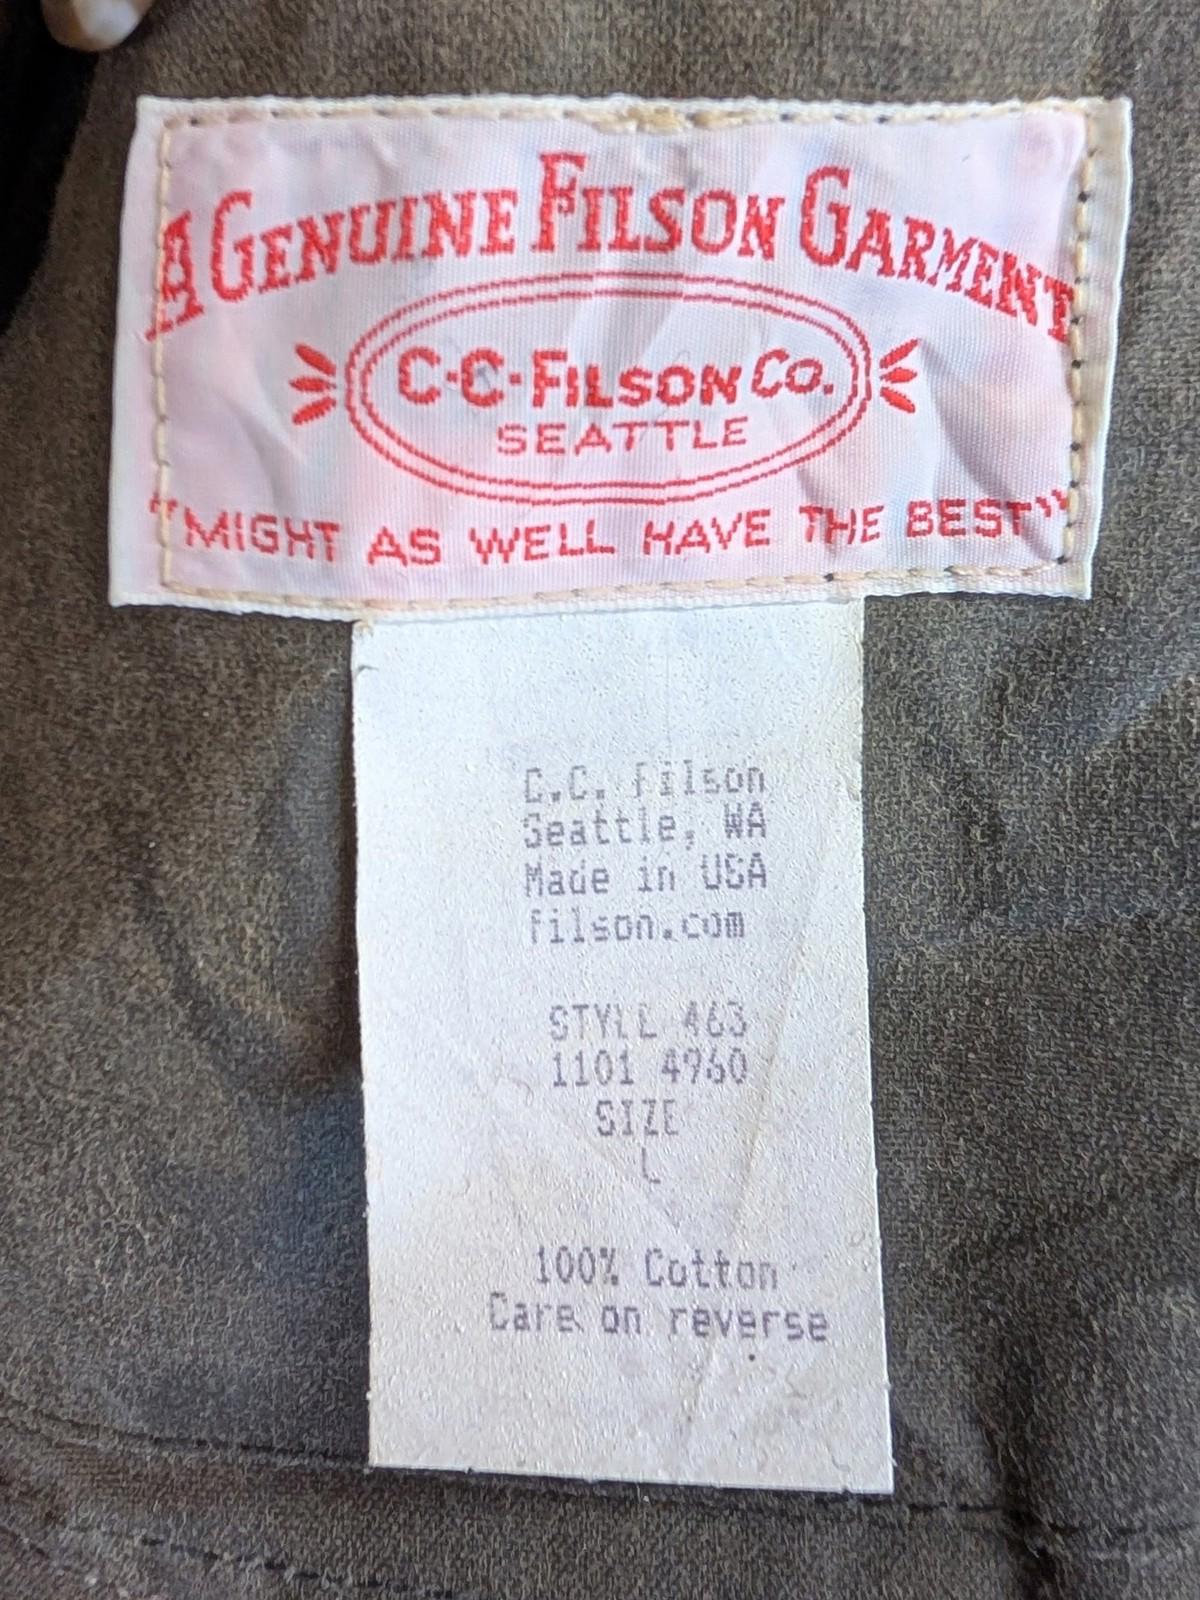 A GENUINE FILSON GARMENT
C·C·FILSON CO.
SEATTLE
"MIGHT AS WELL HAVE THE BEST"
C.C. Filson
Seattle, WA
Made in USA
filson.com
STYLE 463
1101 4960
SIZE
L
100% Cotton
Care on reverse